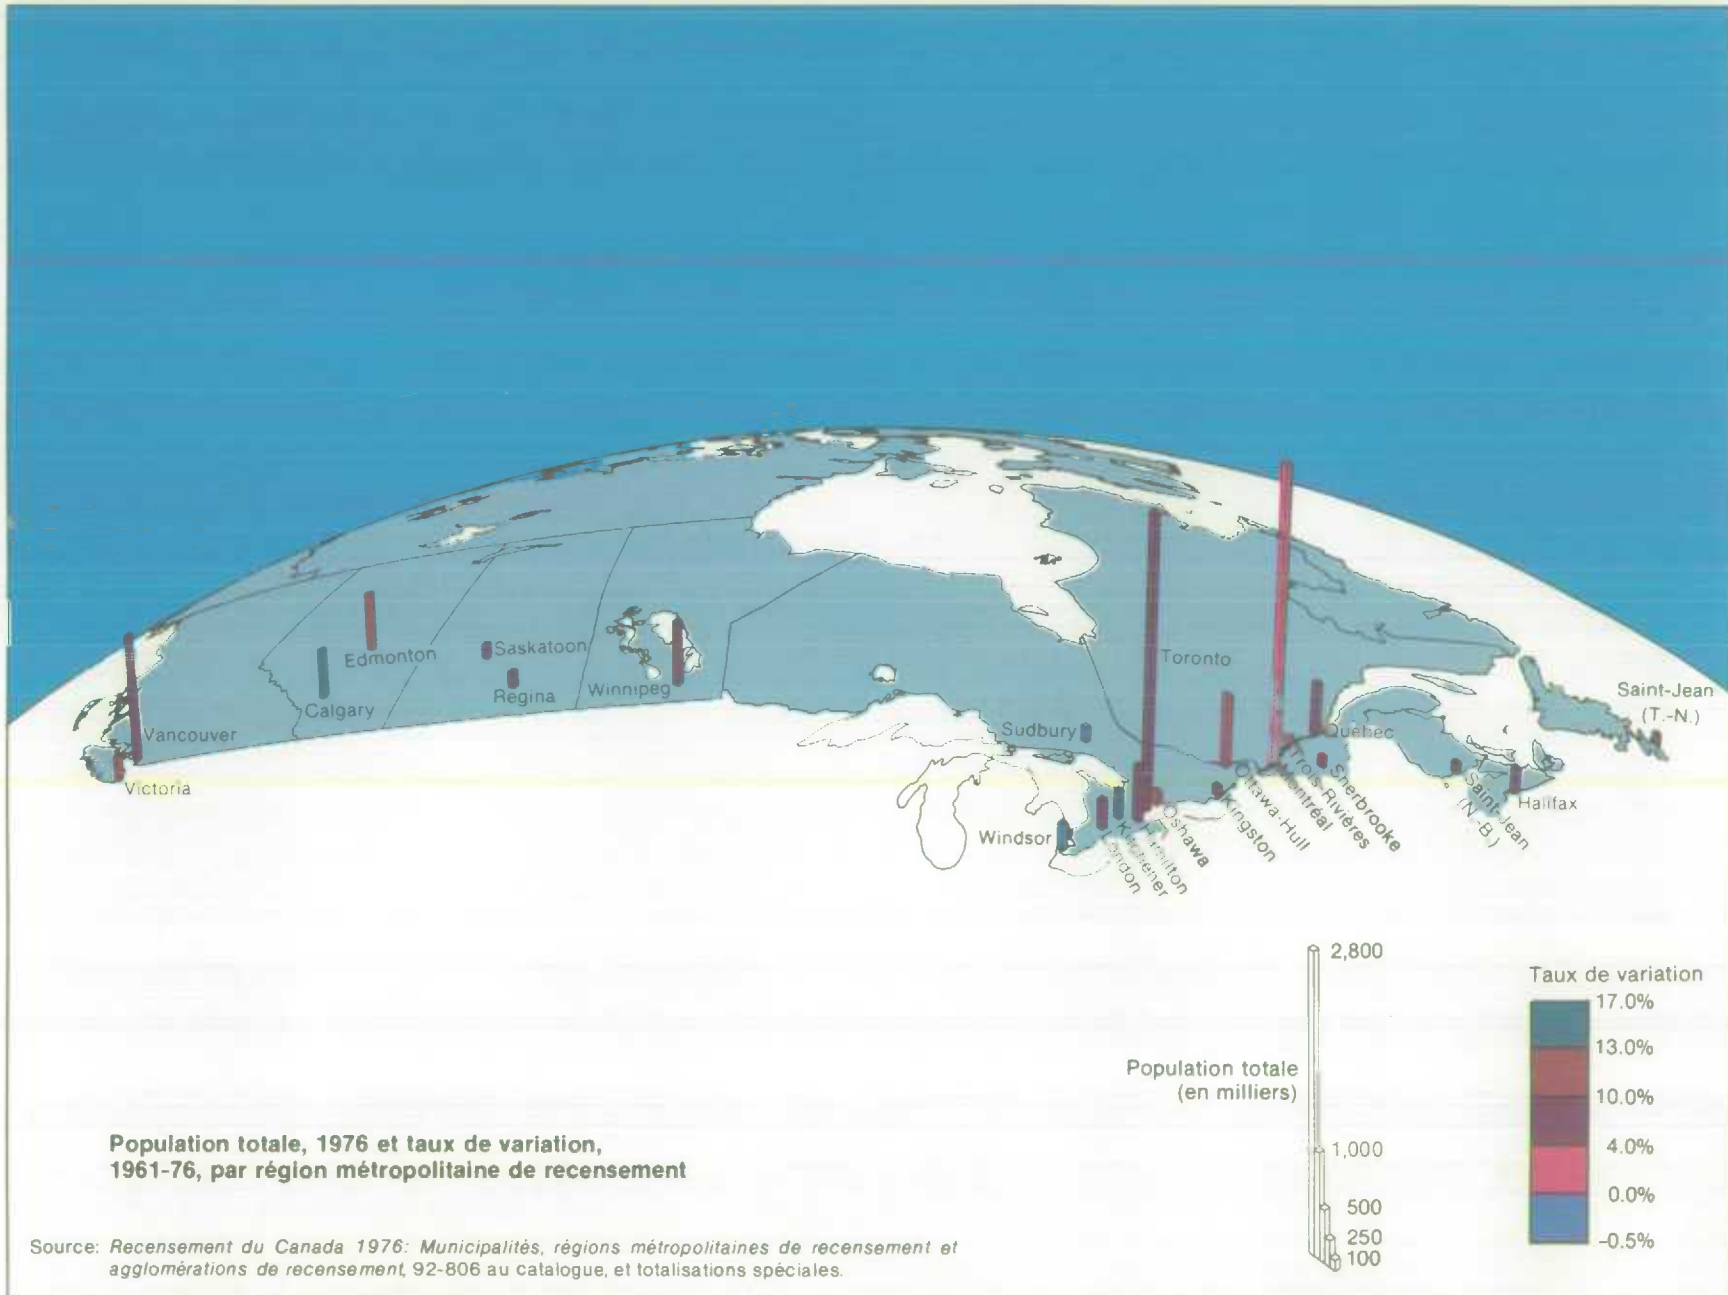 Saint-Jean
(T.-N.)
Edmonton
Saskatoon
Regina
Winnipeg
Calgary
Toronto
Vancouver
Victoria
Sudbury
Québec
Windsor
London
Kitchener
Hamilton
Oshawa
Kingston
Ottawa-Hull
Montréal
Trois-Rivières
Sherbrooke
Saint-Jean
(N.-B.)
Halifax
2,800
Population totale
(en milliers)
1,000
500
250
100
Taux de variation
17.0%
13.0%
10.0%
4.0%
0.0%
-0.5%
Population totale, 1976 et taux de variation,
1961-76, par région métropolitaine de recensement
Source: Recensement du Canada 1976: Municipalités, régions métropolitaines de recensement et
agglomérations de recensement, 92-806 au catalogue, et totalisations spéciales.